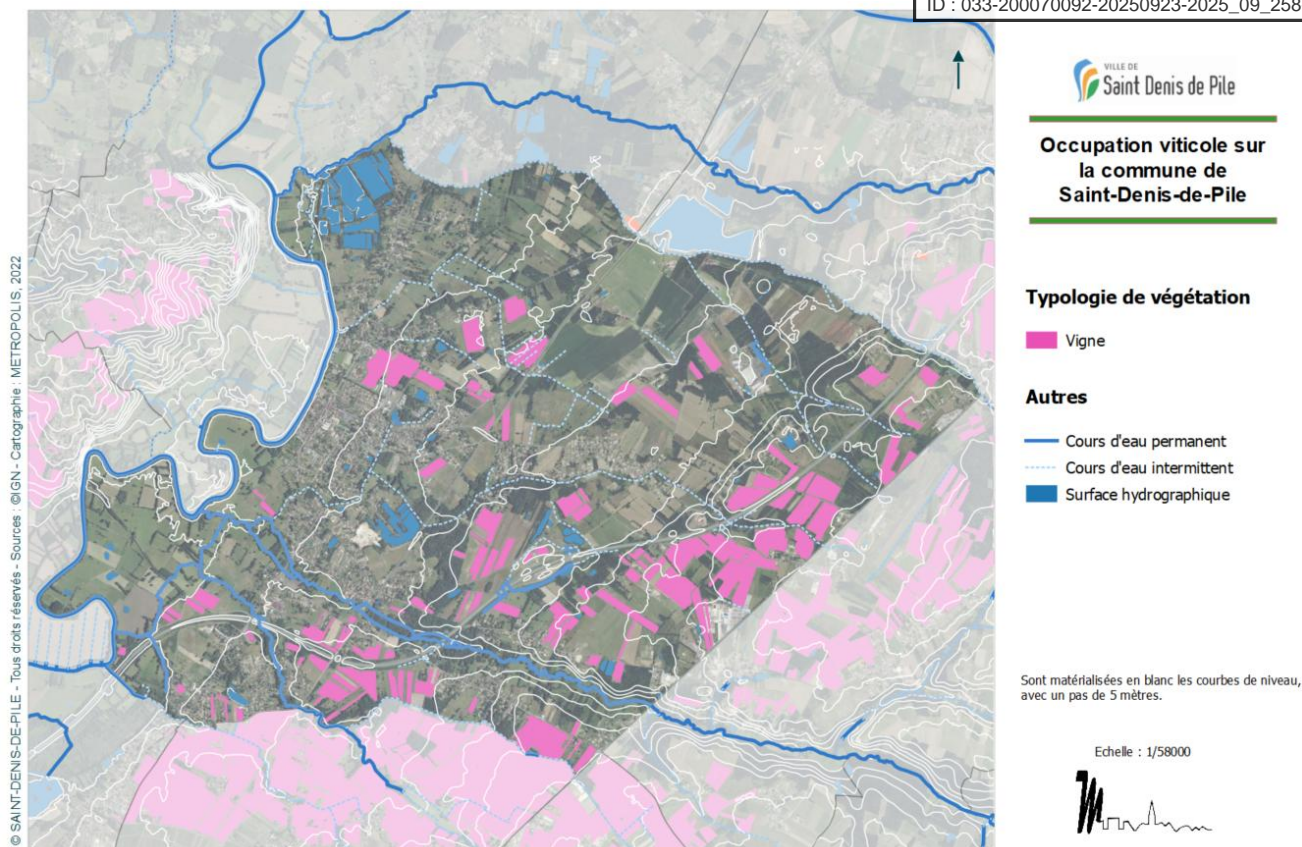 ID : 033-200070092-20250923-2025_09_258
VILLE DE
Saint Denis de Pile
Occupation viticole sur
la commune de
Saint-Denis-de-Pile
Typologie de végétation
Vigne
Autres
Cours d'eau permanent
Cours d'eau intermittent
Surface hydrographique
Sont matérialisées en blanc les courbes de niveau,
avec un pas de 5 mètres.
Echelle : 1/58000
© SAINT-DENIS-DE-PILE - Tous droits réservés - Sources : ©IGN - Cartographie : METROPOLIS, 2022